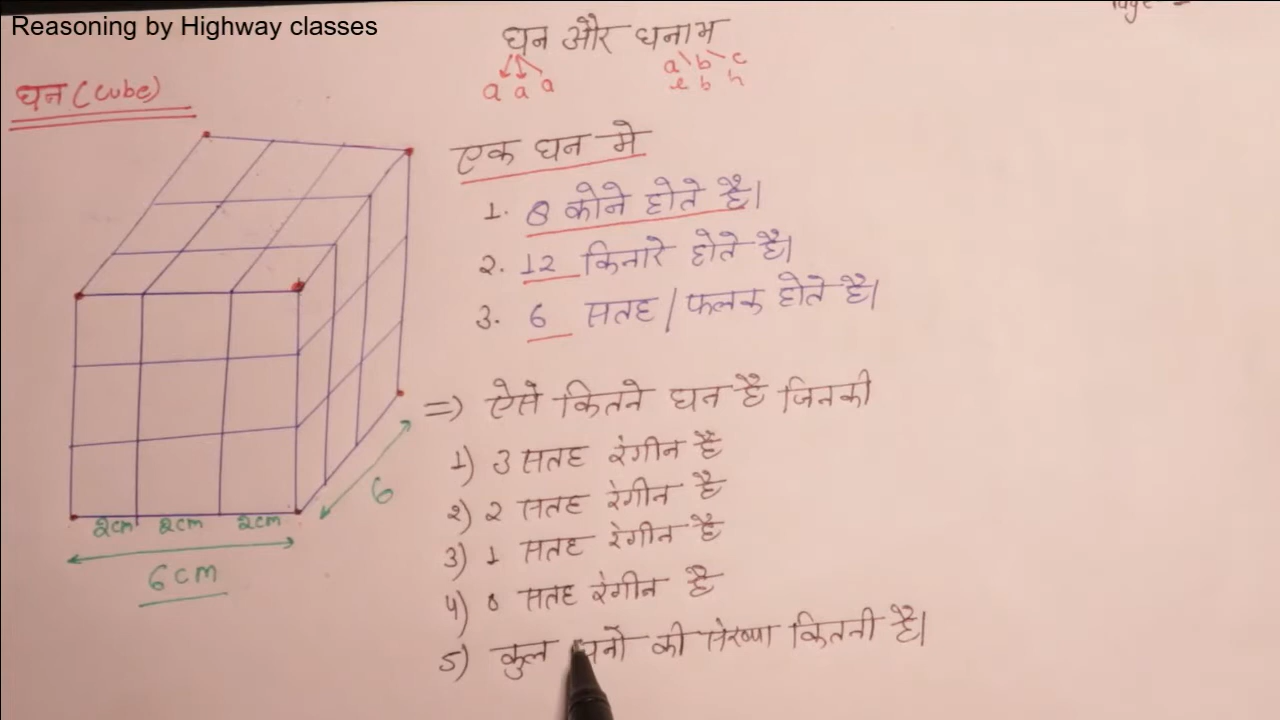 Reasoning by Highway classes
घन और घनाभ
a a a
a b c
l b h
घन (cube)
एक घन मे
1. 8 कोने होते है।
2. 12 किनारे होते है।
3. 6 सतह/फलक होते है।
=) ऐसे कितने घन है जिनकी
1) 3 सतह रंगीन है
2) 2 सतह रंगीन है
3) 1 सतह रंगीन है
4) 0 सतह रंगीन है
5) कुल घनों की संख्या कितनी है।
2cm 2cm 2cm
6cm
6